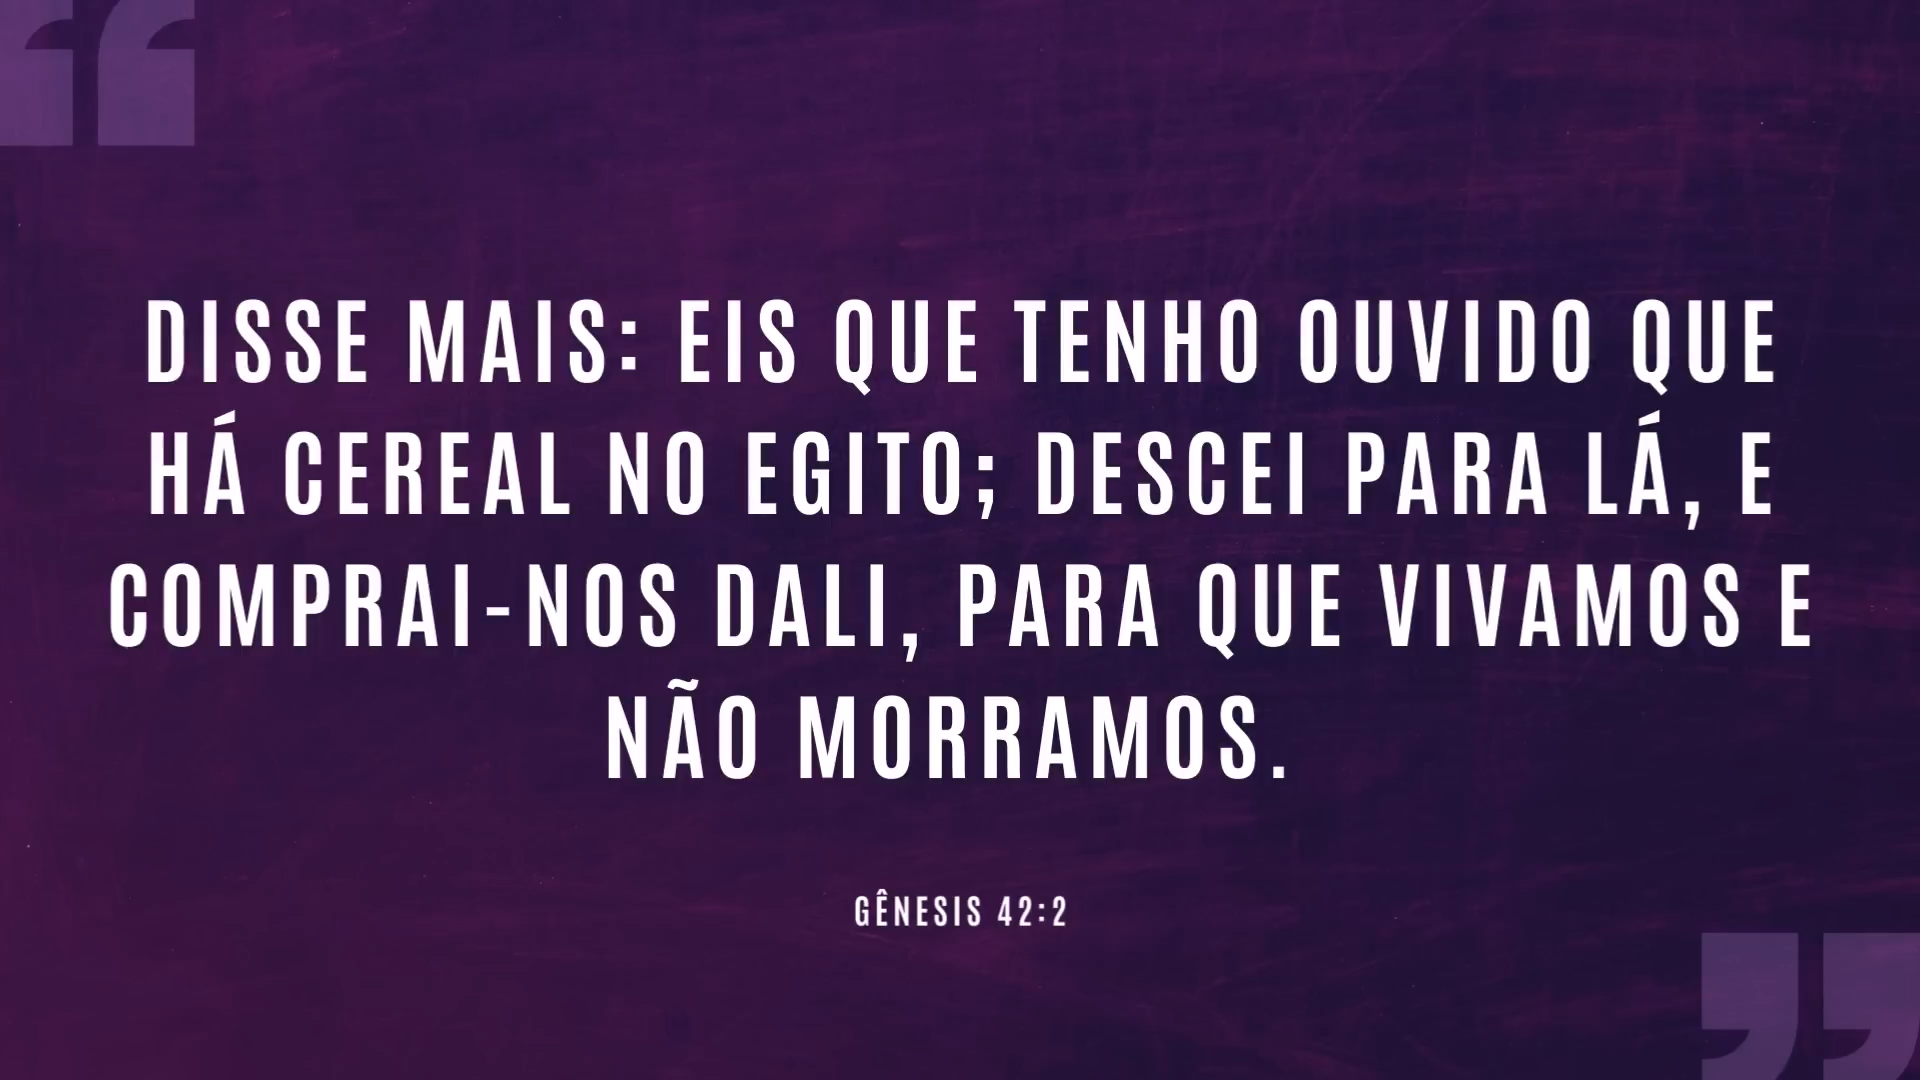 DISSE MAIS: EIS QUE TENHO OUVIDO QUE
HÁ CEREAL NO EGITO; DESCEI PARA LÁ, E
COMPRAI-NOS DALI, PARA QUE VIVAMOS E
NÃO MORRAMOS.
GÊNESIS 42:2